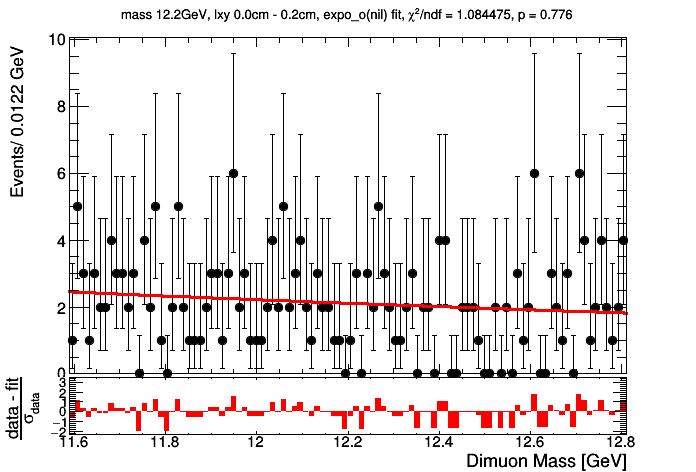 mass 12.2GeV, lxy 0.0cm - 0.2cm, expo_o(nil) fit, χ²/ndf = 1.084475, p = 0.776
Events/ 0.0122 GeV
10
8
6
4
2
0
data - fit
σdata
3
2
1
0
−1
−2
11.6 11.8 12 12.2 12.4 12.6 12.8
Dimuon Mass [GeV]